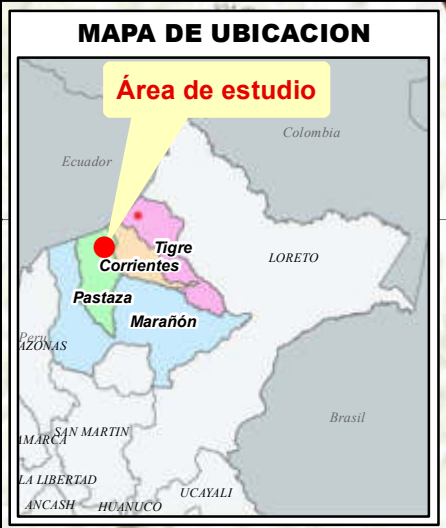 MAPA DE UBICACION
Área de estudio
Colombia
Ecuador
Tigre
LORETO
Corrientes
Pastaza
Marañón
Peru
AZONAS
Brasil
SAN MARTIN
AMARCA
LA LIBERTAD
UCAYALI
ANCASH
HUANUCO